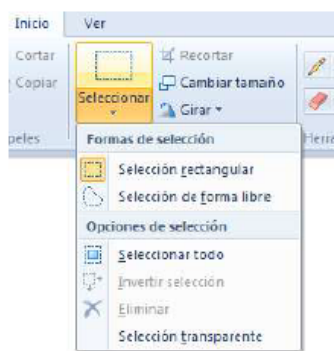 Inicio Ver
Cortar Recortar
Copiar Cambiar tamaño
Seleccionar Girar
peles Herra
Formas de selección
Selección rectangular
Selección de forma libre
Opciones de selección
Seleccionar todo
Invertir selección
Eliminar
Selección transparente